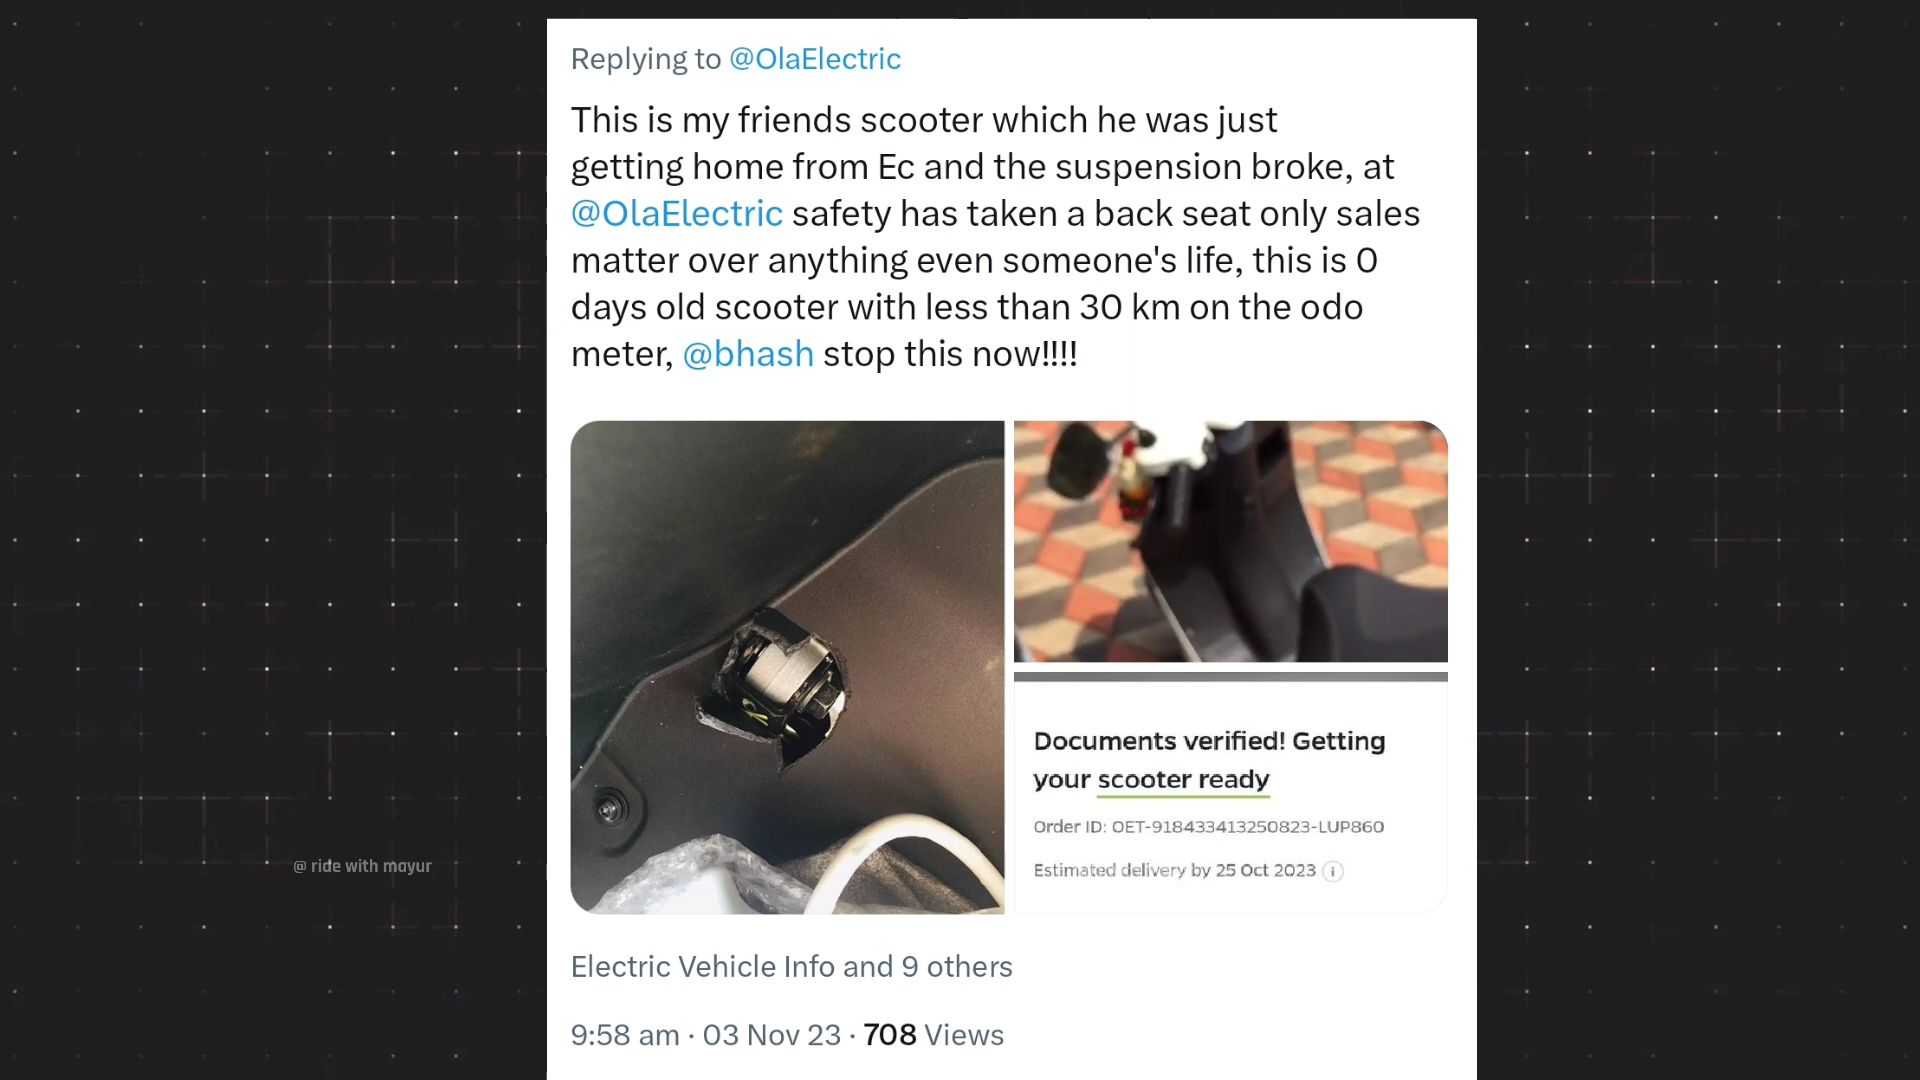 Replying to @OlaElectric
This is my friends scooter which he was just
getting home from Ec and the suspension broke, at
@OlaElectric safety has taken a back seat only sales
matter over anything even someone's life, this is 0
days old scooter with less than 30 km on the odo
meter, @bhash stop this now!!!!
Documents verified! Getting
your scooter ready
Order ID: OET-918433413250823-LUP860
Estimated delivery by 25 Oct 2023
@ ride with mayur
Electric Vehicle Info and 9 others
9:58 am · 03 Nov 23 · 708 Views